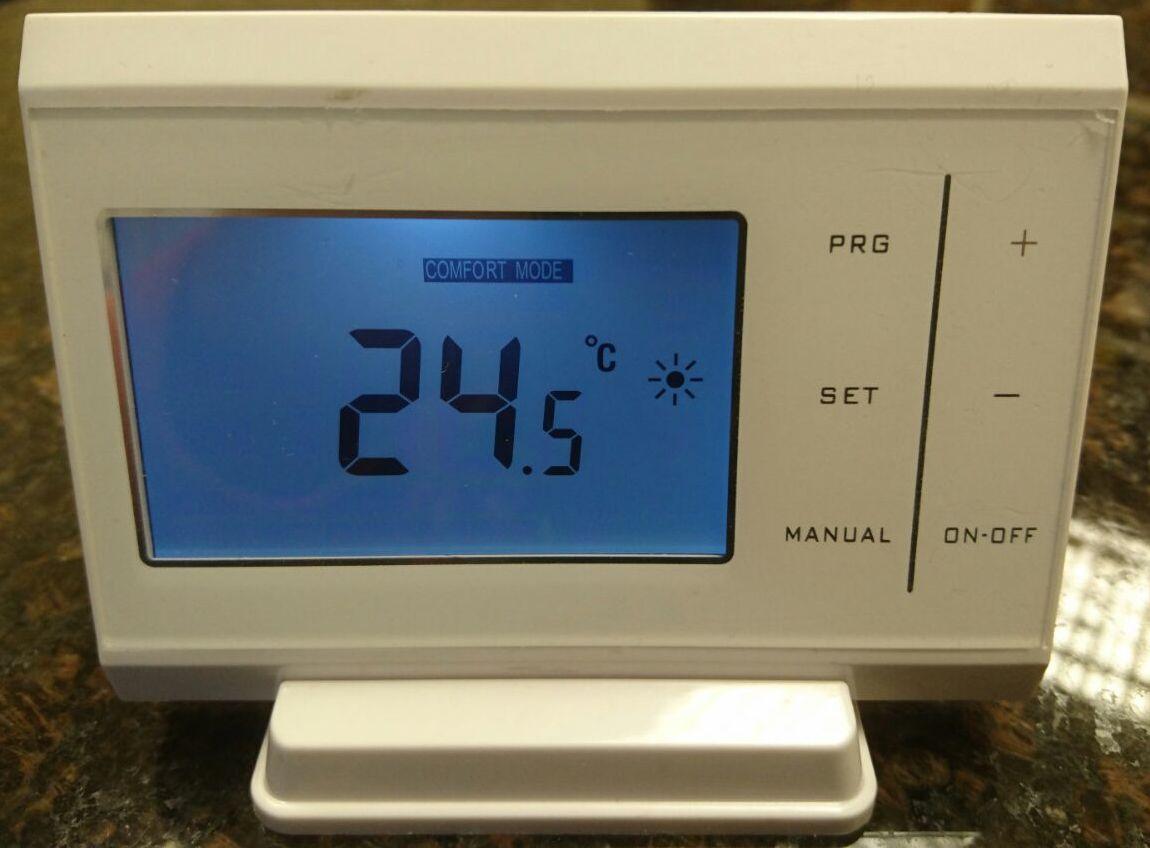 COMFORT MODE
24.5 °C
PRG
+
SET
−
MANUAL
ON-OFF